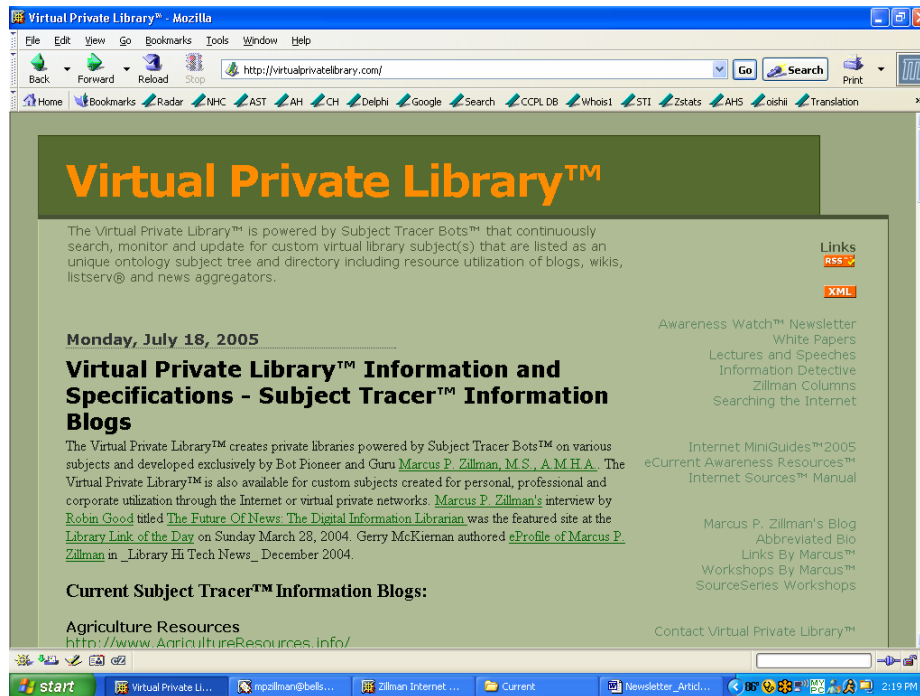 Virtual Private Library™ - Mozilla
File Edit View Go Bookmarks Tools Window Help
Back Forward Reload Stop http://virtualprivatelibrary.com/ Go Search Print
Home Bookmarks Radar NHC AST AH CH Delphi Google Search CCPL DB Whois1 STI Zstats AHS oishii Translation
Virtual Private Library™
The Virtual Private Library™ is powered by Subject Tracer Bots™ that continuously
search, monitor and update for custom virtual library subject(s) that are listed as an
unique ontology subject tree and directory including resource utilization of blogs, wikis,
listserv® and news aggregators.
Monday, July 18, 2005
Virtual Private Library™ Information and
Specifications - Subject Tracer™ Information
Blogs
The Virtual Private Library™ creates private libraries powered by Subject Tracer Bots™ on various
subjects and developed exclusively by Bot Pioneer and Guru Marcus P. Zillman, M.S., A.M.H.A.. The
Virtual Private Library™ is also available for custom subjects created for personal, professional and
corporate utilization through the Internet or virtual private networks. Marcus P. Zillman's interview by
Robin Good titled The Future Of News: The Digital Information Librarian was the featured site at the
Library Link of the Day on Sunday March 28, 2004. Gerry McKiernan authored eProfile of Marcus P.
Zillman in _Library Hi Tech News_ December 2004.
Current Subject Tracer™ Information Blogs:
Agriculture Resources
http://www.AgricultureResources.info/
Links
RSS
XML
Awareness Watch™ Newsletter
White Papers
Lectures and Speeches
Information Detective
Zillman Columns
Searching the Internet
Internet MiniGuides™2005
eCurrent Awareness Resources™
Internet Sources™ Manual
Marcus P. Zillman's Blog
Abbreviated Bio
Links By Marcus™
Workshops By Marcus™
SourceSeries Workshops
Contact Virtual Private Library™
start Virtual Private Li... mpzillman@bells... Zillman Internet ... Current Newsletter_Articl... 86° 2:19 PM